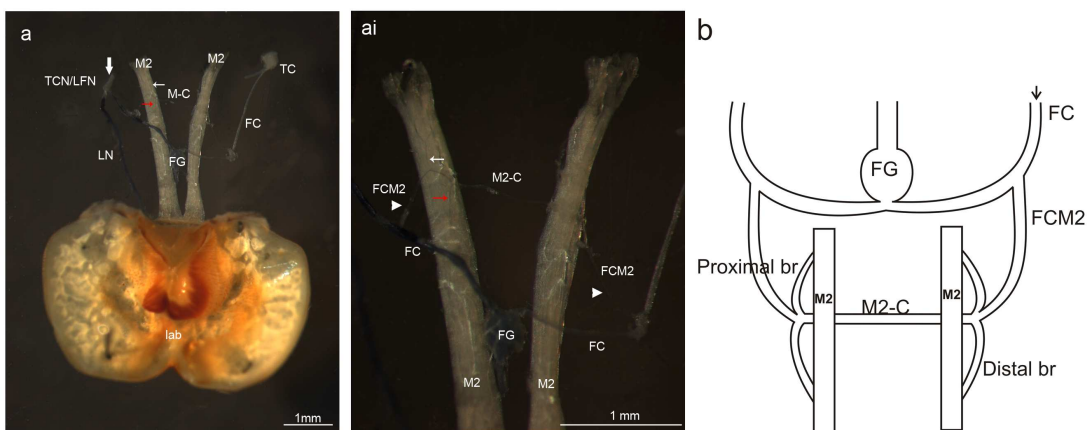 a
M2
M2
TC
TCN/LFN
M-C
FC
LN
FG
lab
1mm
ai
M2-C
FCM2
FC
FCM2
FG
FC
M2
M2
1 mm
b
FC
FG
FCM2
Proximal br
M2
M2
M2-C
Distal br